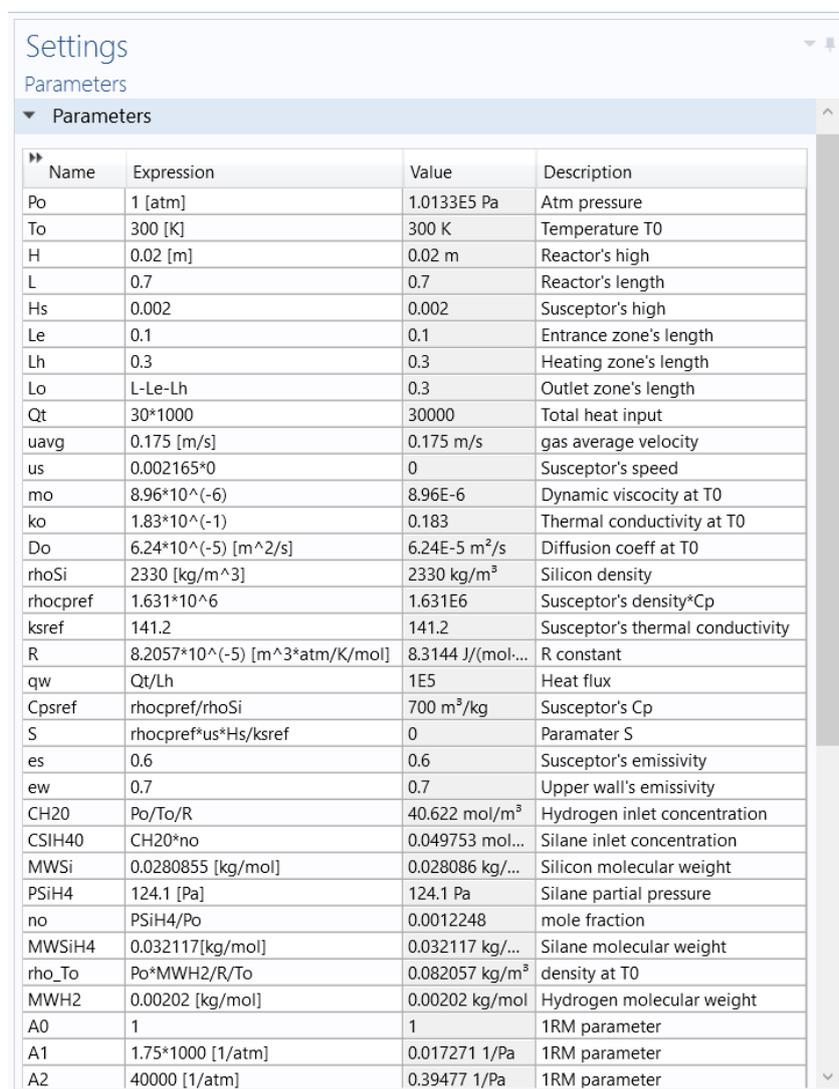 Settings
Parameters
Parameters
Name Expression Value Description
Po 1 [atm] 1.0133E5 Pa Atm pressure
To 300 [K] 300 K Temperature T0
H 0.02 [m] 0.02 m Reactor's high
L 0.7 0.7 Reactor's length
Hs 0.002 0.002 Susceptor's high
Le 0.1 0.1 Entrance zone's length
Lh 0.3 0.3 Heating zone's length
Lo L-Le-Lh 0.3 Outlet zone's length
Qt 30*1000 30000 Total heat input
uavg 0.175 [m/s] 0.175 m/s gas average velocity
us 0.002165*0 0 Susceptor's speed
mo 8.96*10^(-6) 8.96E-6 Dynamic viscocity at T0
ko 1.83*10^(-1) 0.183 Thermal conductivity at T0
Do 6.24*10^(-5) [m^2/s] 6.24E-5 m²/s Diffusion coeff at T0
rhoSi 2330 [kg/m^3] 2330 kg/m³ Silicon density
rhocpref 1.631*10^6 1.631E6 Susceptor's density*Cp
ksref 141.2 141.2 Susceptor's thermal conductivity
R 8.2057*10^(-5) [m^3*atm/K/mol] 8.3144 J/(mol·... R constant
qw Qt/Lh 1E5 Heat flux
Cpsref rhocpref/rhoSi 700 m³/kg Susceptor's Cp
S rhocpref*us*Hs/ksref 0 Paramater S
es 0.6 0.6 Susceptor's emissivity
ew 0.7 0.7 Upper wall's emissivity
CH20 Po/To/R 40.622 mol/m³ Hydrogen inlet concentration
CSIH40 CH20*no 0.049753 mol... Silane inlet concentration
MWSi 0.0280855 [kg/mol] 0.028086 kg/... Silicon molecular weight
PSiH4 124.1 [Pa] 124.1 Pa Silane partial pressure
no PSiH4/Po 0.0012248 mole fraction
MWSiH4 0.032117[kg/mol] 0.032117 kg/... Silane molecular weight
rho_To Po*MWH2/R/To 0.082057 kg/m³ density at T0
MWH2 0.00202 [kg/mol] 0.00202 kg/mol Hydrogen molecular weight
A0 1 1 1RM parameter
A1 1.75*1000 [1/atm] 0.017271 1/Pa 1RM parameter
A2 40000 [1/atm] 0.39477 1/Pa 1RM parameter